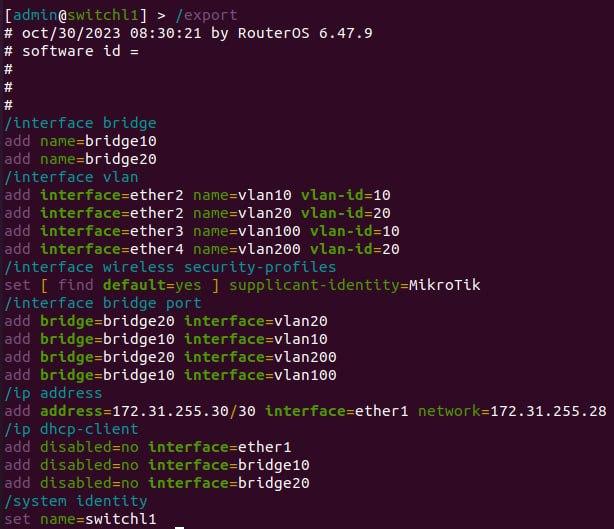 [admin@switchl1] > /export
# oct/30/2023 08:30:21 by RouterOS 6.47.9
# software id =
#
#
#
/interface bridge
add name=bridge10
add name=bridge20
/interface vlan
add interface=ether2 name=vlan10 vlan-id=10
add interface=ether2 name=vlan20 vlan-id=20
add interface=ether3 name=vlan100 vlan-id=10
add interface=ether4 name=vlan200 vlan-id=20
/interface wireless security-profiles
set [ find default=yes ] supplicant-identity=MikroTik
/interface bridge port
add bridge=bridge20 interface=vlan20
add bridge=bridge10 interface=vlan10
add bridge=bridge20 interface=vlan200
add bridge=bridge10 interface=vlan100
/ip address
add address=172.31.255.30/30 interface=ether1 network=172.31.255.28
/ip dhcp-client
add disabled=no interface=ether1
add disabled=no interface=bridge10
add disabled=no interface=bridge20
/system identity
set name=switchl1